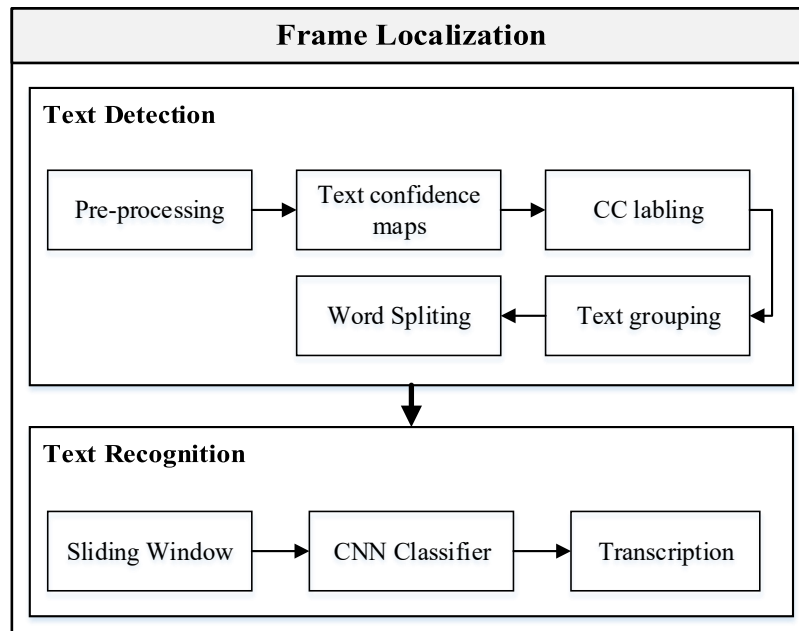 Frame Localization
Text Detection
Pre-processing
Text confidence
maps
CC labling
Text grouping
Word Spliting
Text Recognition
Sliding Window
CNN Classifier
Transcription